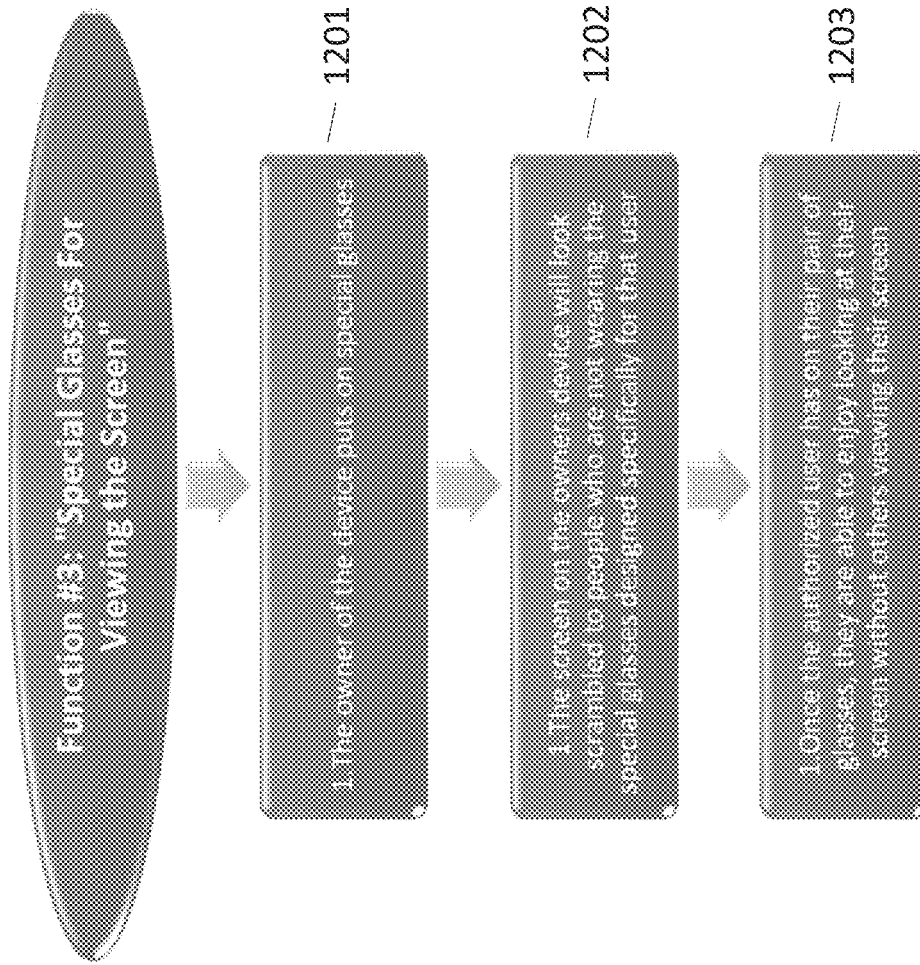 Function #3: "Special Glasses For
Viewing the Screen"
1.The owner of the device puts on special glasses
1201
1.The screen on the owners device will look
scrambled to people who are not wearing the
special glasses designed specifically for that user
1202
1.Once the authorized user has on their pair of
glasses, they are able to enjoy looking at their
screen without others viewing their screen
1203